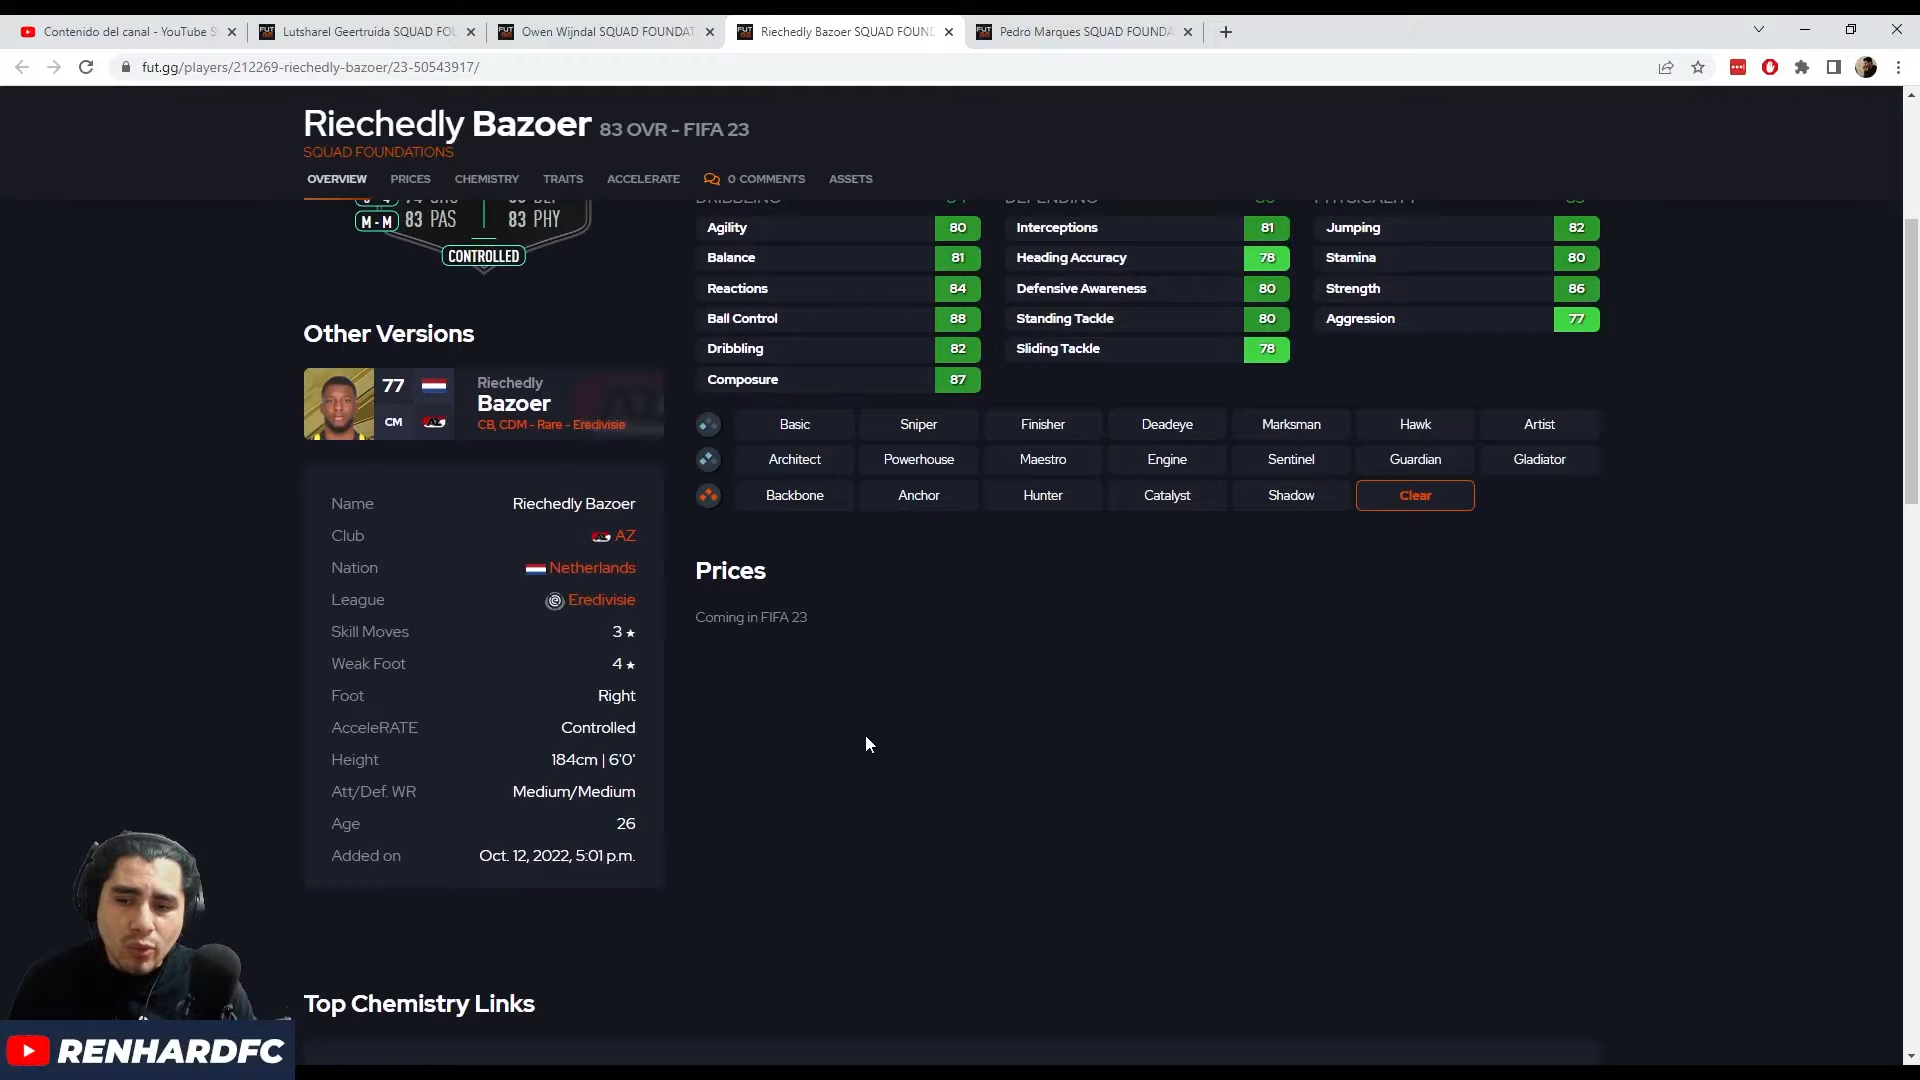 Contenido del canal - YouTube S
Lutsharel Geertruida SQUAD FOU
Owen Wijndal SQUAD FOUNDAT
Riechedly Bazoer SQUAD FOUND
Pedro Marques SQUAD FOUNDA
fut.gg/players/212269-riechedly-bazoer/23-50543917/
Riechedly Bazoer 83 OVR - FIFA 23
SQUAD FOUNDATIONS
OVERVIEW PRICES CHEMISTRY TRAITS ACCELERATE 0 COMMENTS ASSETS
M - M 83 PAS 83 PHY
CONTROLLED
Agility 80
Balance 81
Reactions 84
Ball Control 88
Dribbling 82
Composure 87
Interceptions 81
Heading Accuracy 78
Defensive Awareness 80
Standing Tackle 80
Sliding Tackle 78
Jumping 82
Stamina 80
Strength 86
Aggression 77
Other Versions
77
CM
Riechedly
Bazoer
CB, CDM - Rare - Eredivisie
Basic Sniper Finisher Deadeye Marksman Hawk Artist
Architect Powerhouse Maestro Engine Sentinel Guardian Gladiator
Backbone Anchor Hunter Catalyst Shadow Clear
Name Riechedly Bazoer
Club AZ
Nation Netherlands
League Eredivisie
Skill Moves 3 ★
Weak Foot 4 ★
Foot Right
AcceleRATE Controlled
Height 184cm | 6'0'
Att/Def. WR Medium/Medium
Age 26
Added on Oct. 12, 2022, 5:01 p.m.
Prices
Coming in FIFA 23
Top Chemistry Links
RENHARDFC